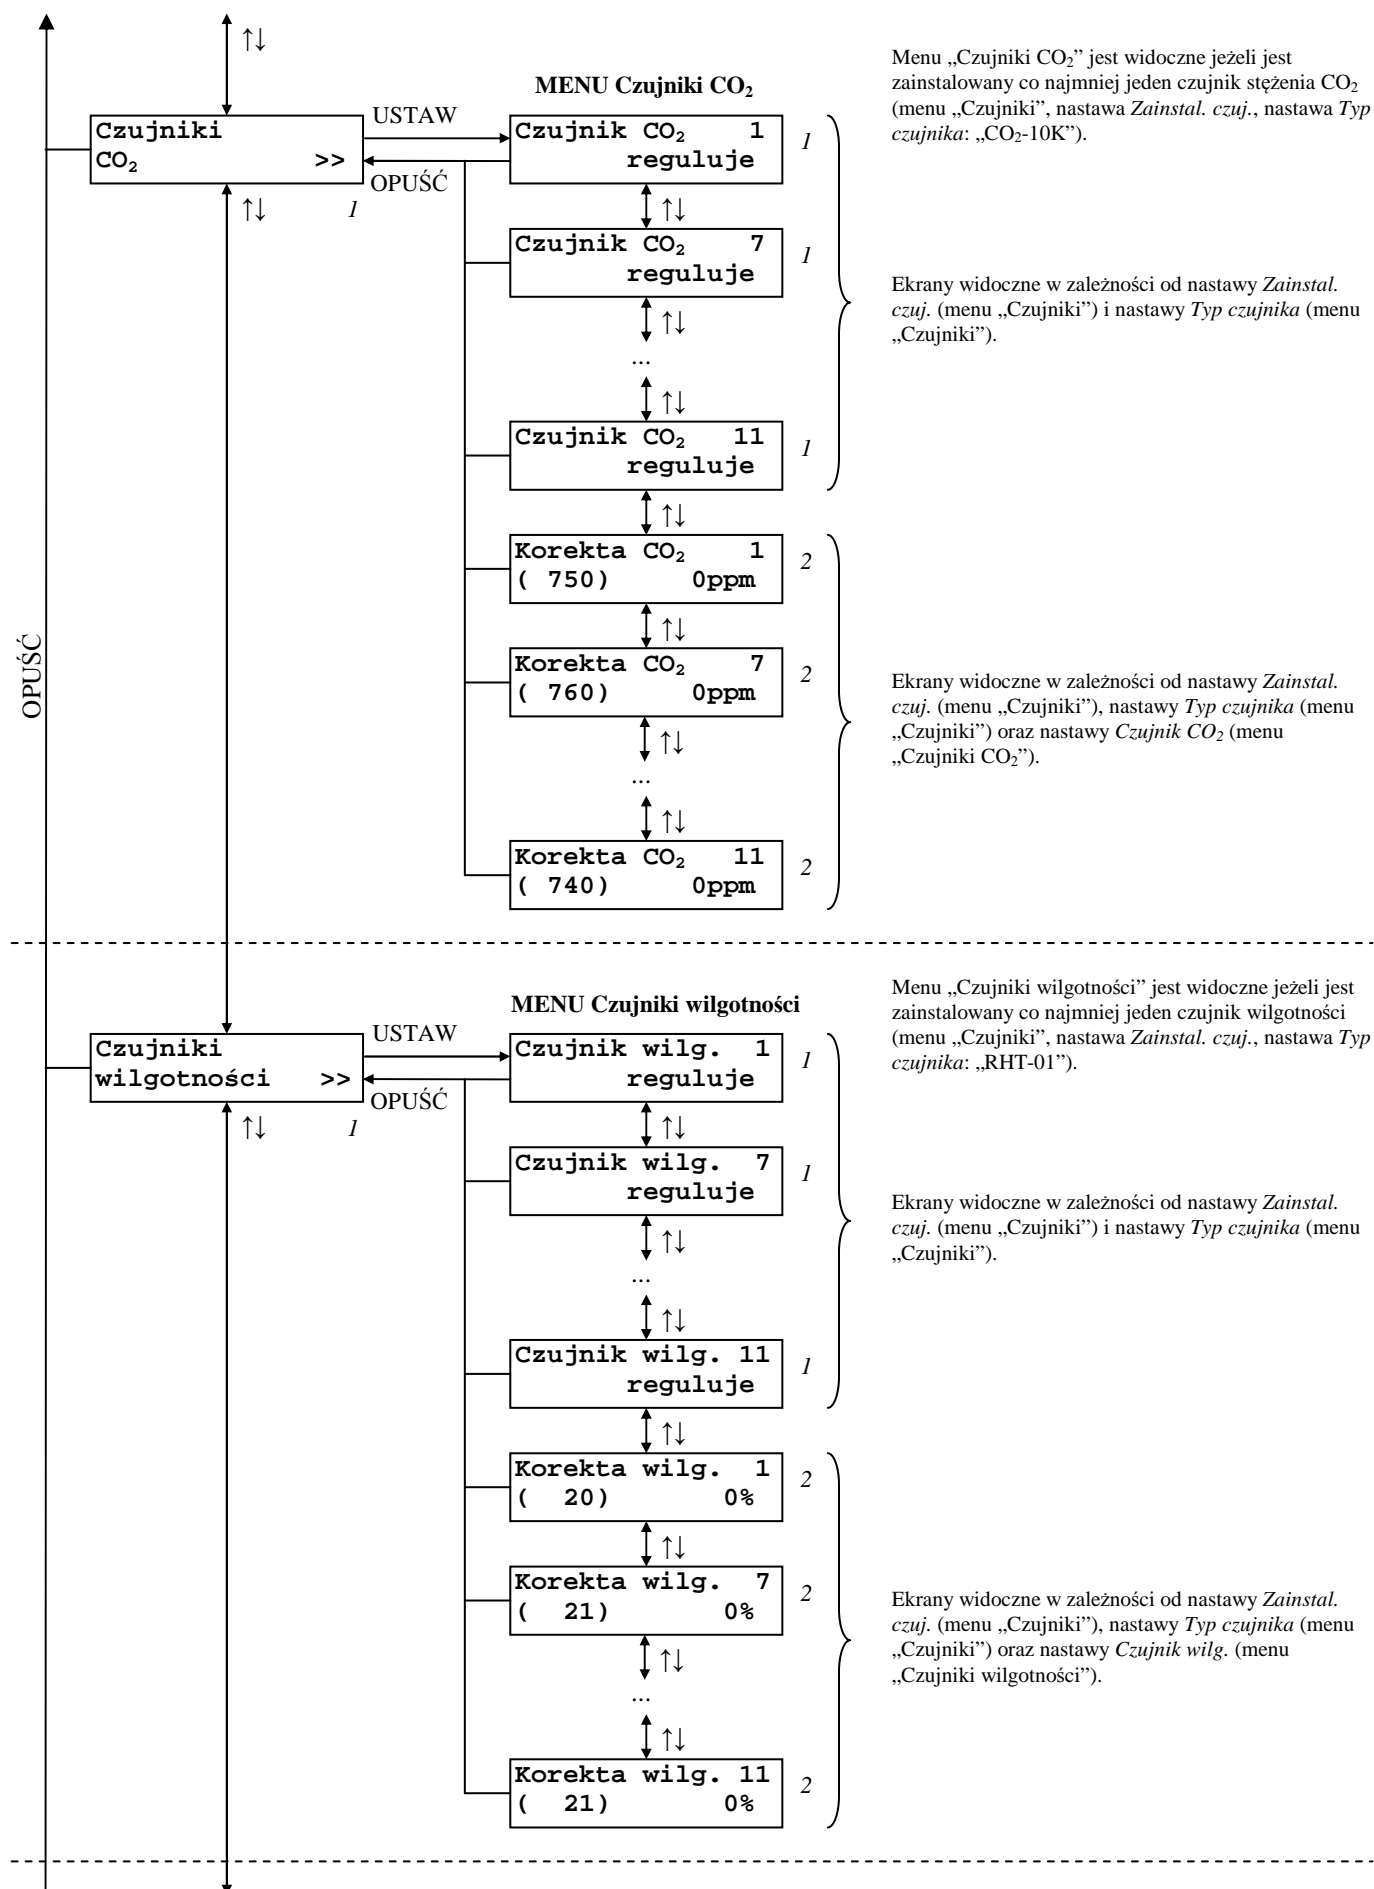 ↑↓
MENU Czujniki CO₂
Menu „Czujniki CO₂” jest widoczne jeżeli jest
zainstalowany co najmniej jeden czujnik stężenia CO₂
(menu „Czujniki”, nastawa Zainstal. czuj., nastawa Typ
czujnika: „CO₂-10K”).
Czujniki
CO₂ >>
1
↑↓
USTAW
OPUŚĆ
Czujnik CO₂ 1
reguluje
1
↑↓
Czujnik CO₂ 7
reguluje
1
↑↓
...
↑↓
Czujnik CO₂ 11
reguluje
1
Ekrany widoczne w zależności od nastawy Zainstal.
czuj. (menu „Czujniki”) i nastawy Typ czujnika (menu
„Czujniki”).
↑↓
Korekta CO₂ 1
( 750) 0ppm
2
↑↓
Korekta CO₂ 7
( 760) 0ppm
2
↑↓
...
↑↓
Korekta CO₂ 11
( 740) 0ppm
2
Ekrany widoczne w zależności od nastawy Zainstal.
czuj. (menu „Czujniki”), nastawy Typ czujnika (menu
„Czujniki”) oraz nastawy Czujnik CO₂ (menu
„Czujniki CO₂”).
OPUŚĆ
MENU Czujniki wilgotności
Menu „Czujniki wilgotności” jest widoczne jeżeli jest
zainstalowany co najmniej jeden czujnik wilgotności
(menu „Czujniki”, nastawa Zainstal. czuj., nastawa Typ
czujnika: „RHT-01”).
Czujniki
wilgotności >>
1
↑↓
USTAW
OPUŚĆ
Czujnik wilg. 1
reguluje
1
↑↓
Czujnik wilg. 7
reguluje
1
↑↓
...
↑↓
Czujnik wilg. 11
reguluje
1
Ekrany widoczne w zależności od nastawy Zainstal.
czuj. (menu „Czujniki”) i nastawy Typ czujnika (menu
„Czujniki”).
↑↓
Korekta wilg. 1
( 20) 0%
2
↑↓
Korekta wilg. 7
( 21) 0%
2
↑↓
...
↑↓
Korekta wilg. 11
( 21) 0%
2
Ekrany widoczne w zależności od nastawy Zainstal.
czuj. (menu „Czujniki”), nastawy Typ czujnika (menu
„Czujniki”) oraz nastawy Czujnik wilg. (menu
„Czujniki wilgotności”).